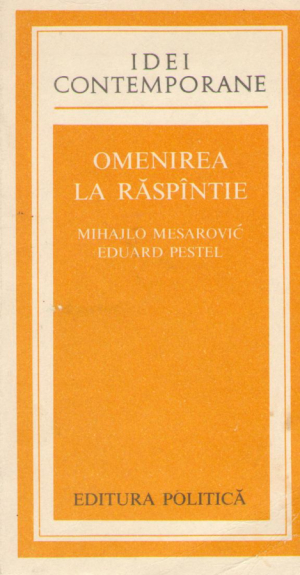 IDEI
CONTEMPORANE
OMENIREA
LA RĂSPÎNTIE
MIHAJLO MESAROVIĆ
EDUARD PESTEL
EDITURA POLITICĂ